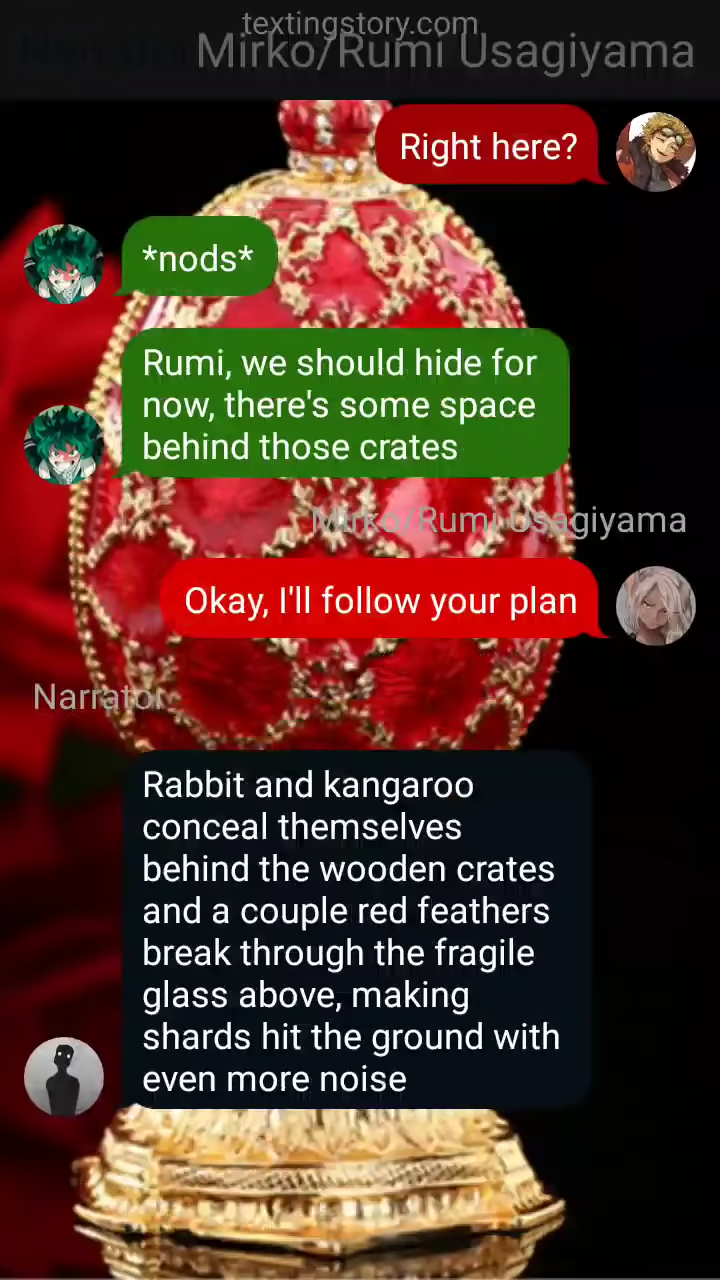 textingstory.com
Mirko/Rumi Usagiyama
Right here?
*nods*
Rumi, we should hide for
now, there's some space
behind those crates
Mirko/Rumi Usagiyama
Okay, I'll follow your plan
Narrator
Rabbit and kangaroo
conceal themselves
behind the wooden crates
and a couple red feathers
break through the fragile
glass above, making
shards hit the ground with
even more noise